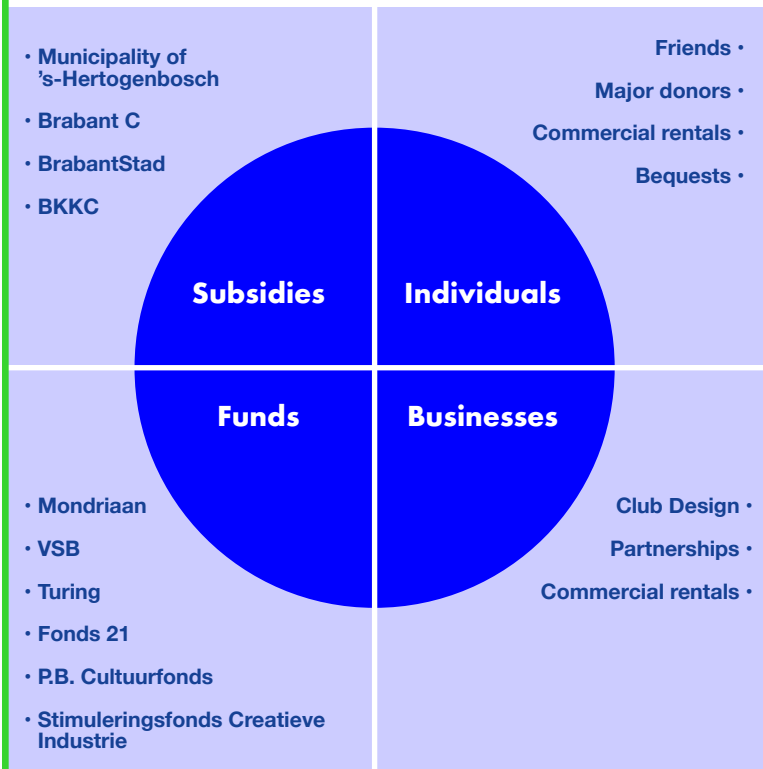 · Municipality of
's-Hertogenbosch
· Brabant C
· BrabantStad
· BKKC
Friends ·
Major donors ·
Commercial rentals ·
Bequests ·
Subsidies
Individuals
Funds
Businesses
· Mondriaan
· VSB
· Turing
· Fonds 21
· P.B. Cultuurfonds
· Stimuleringsfonds Creatieve
Industrie
Club Design ·
Partnerships ·
Commercial rentals ·